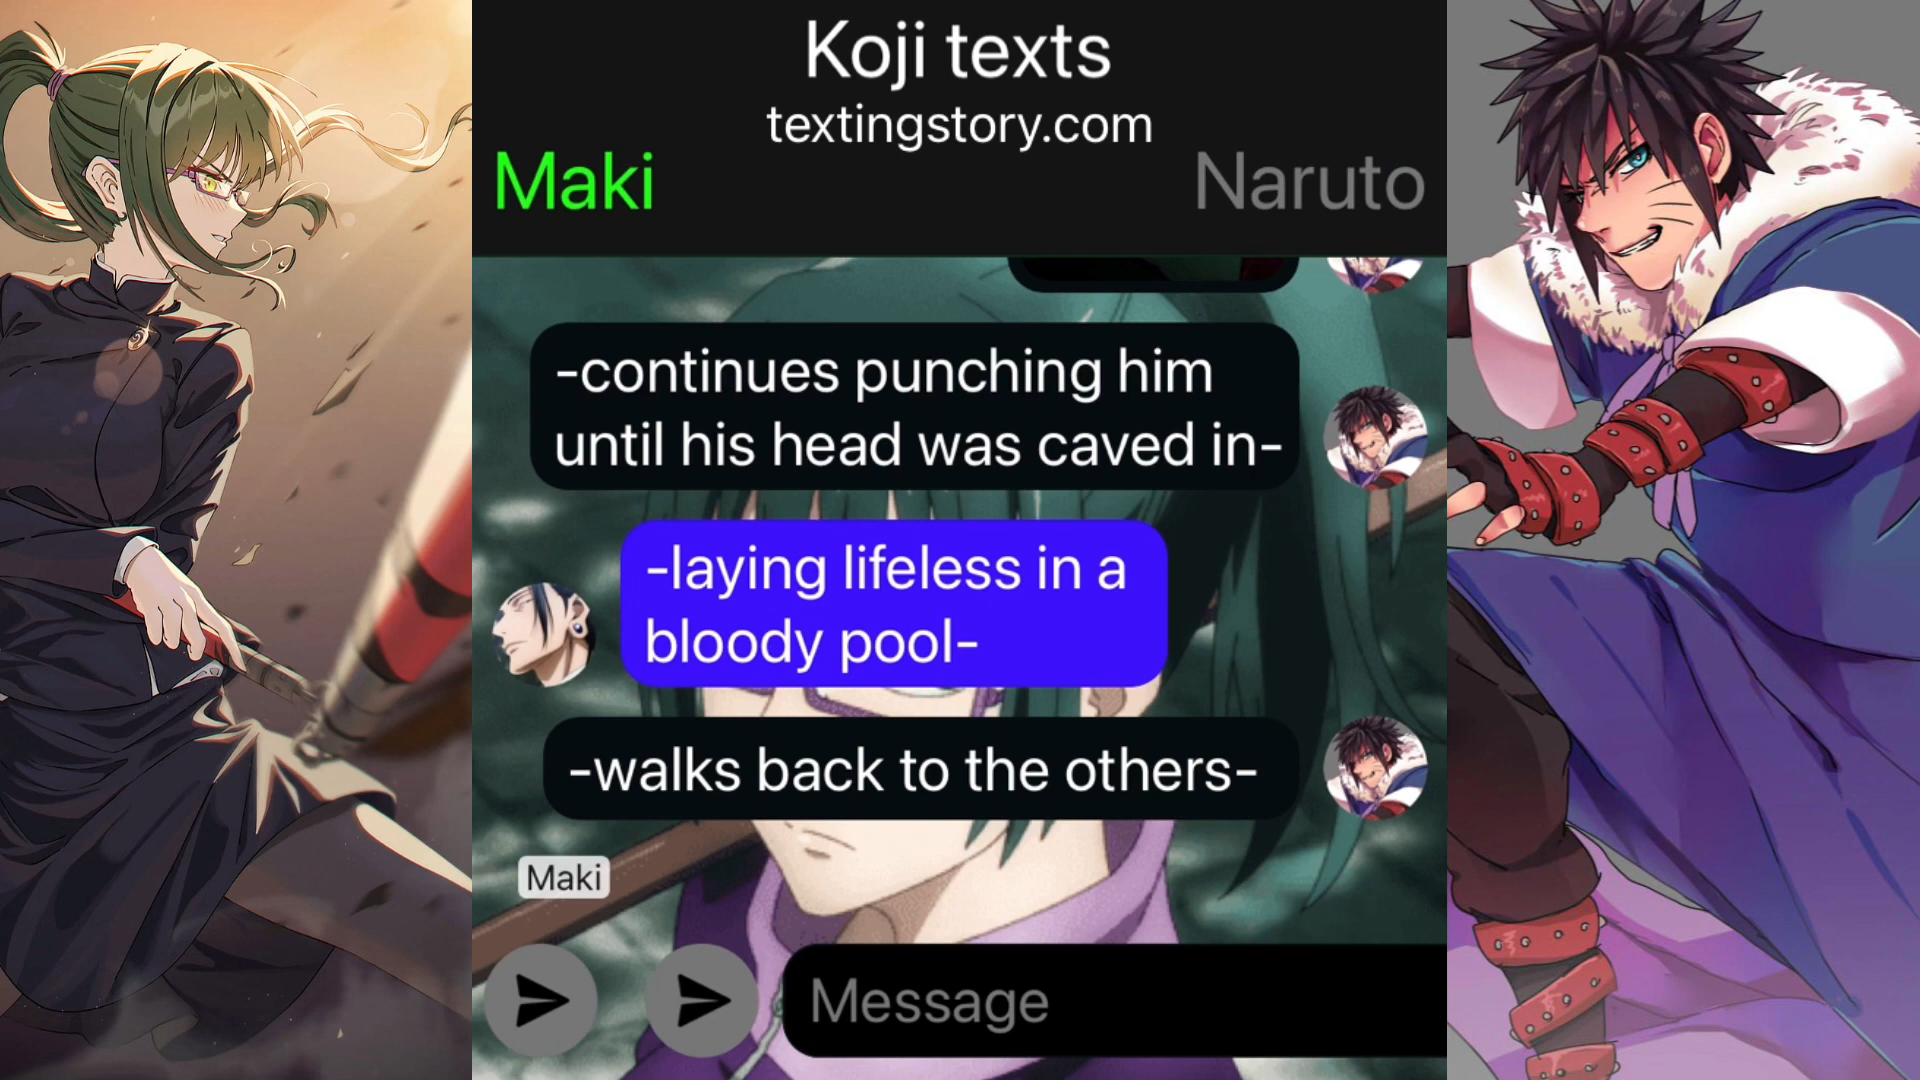 Koji texts
textingstory.com
Maki
Naruto
-continues punching him
until his head was caved in-
-laying lifeless in a
bloody pool-
-walks back to the others-
Maki
Message